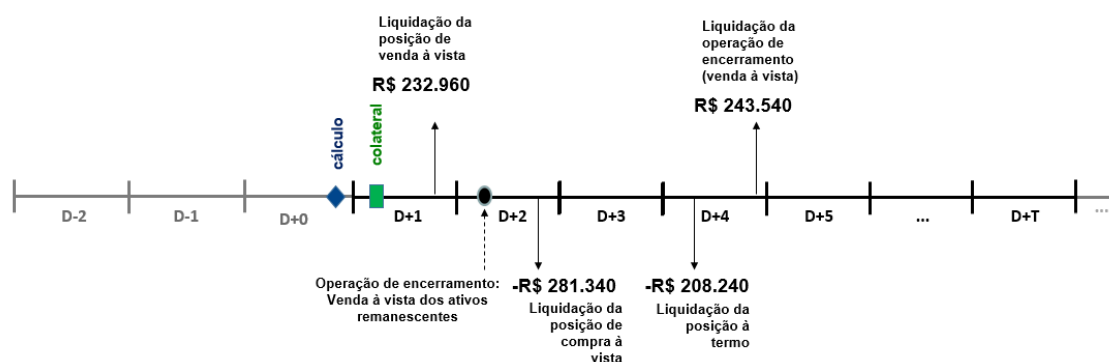 Liquidação da
posição de
venda à vista
R$ 232.960
Liquidação da
operação de
encerramento
(venda à vista)
R$ 243.540
cálculo
colateral
D-2
D-1
D+0
D+1
D+2
D+3
D+4
D+5
...
D+T
...
Operação de encerramento:
Venda à vista dos ativos
remanescentes
-R$ 281.340
Liquidação da
posição de
compra à
vista
-R$ 208.240
Liquidação da
posição à
termo